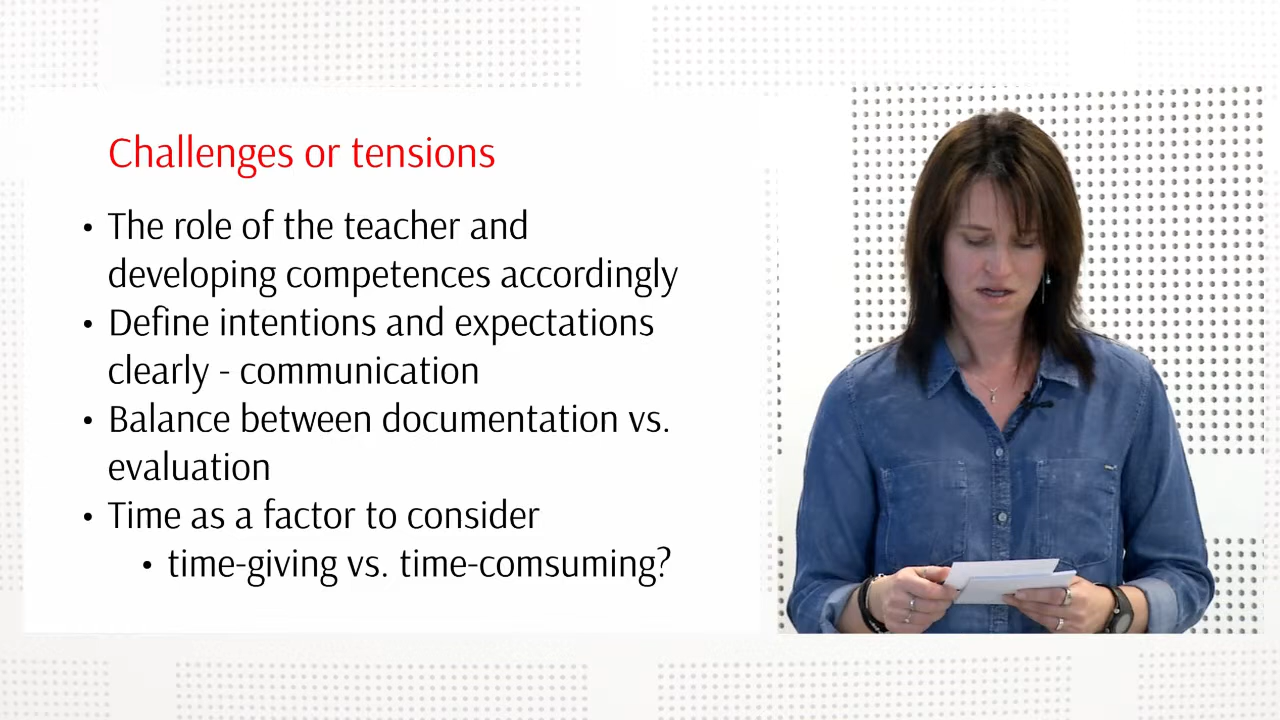 Challenges or tensions
• The role of the teacher and
developing competences accordingly
• Define intentions and expectations
clearly - communication
• Balance between documentation vs.
evaluation
• Time as a factor to consider
• time-giving vs. time-comsuming?